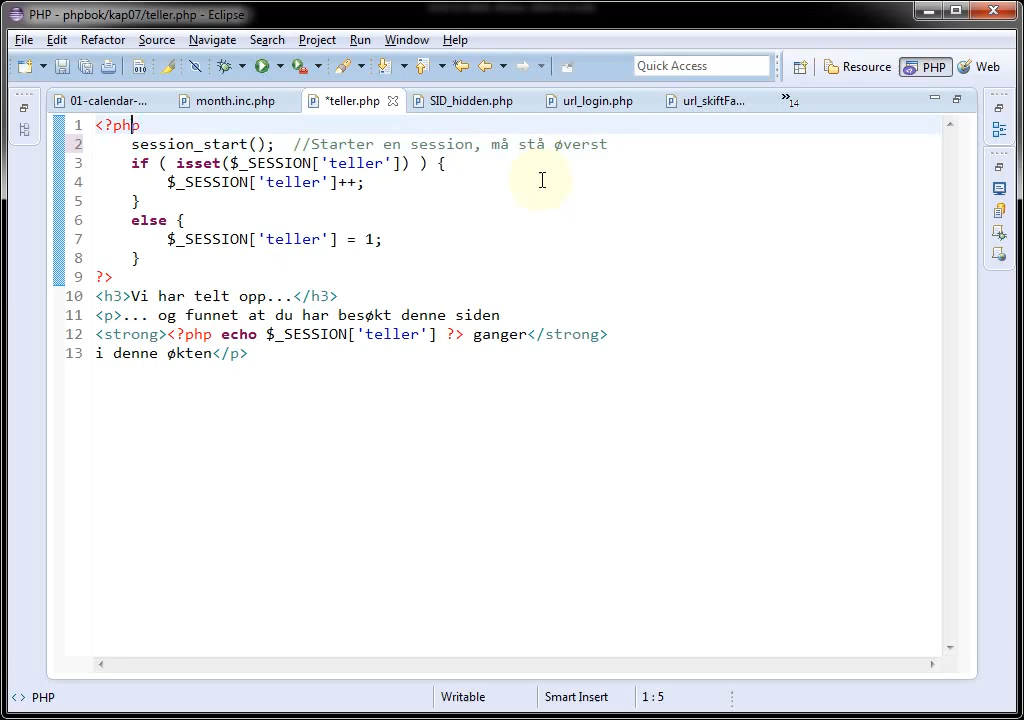 PHP - phpbok/kap07/teller.php - Eclipse
File Edit Refactor Source Navigate Search Project Run Window Help
Quick Access Resource PHP Web
01-calendar-... month.inc.php *teller.php SID_hidden.php url_login.php url_skiftFa... »14
1 <?php
2 session_start(); //Starter en session, må stå øverst
3 if ( isset($_SESSION['teller']) ) {
4 $_SESSION['teller']++;
5 }
6 else {
7 $_SESSION['teller'] = 1;
8 }
9 ?>
10 <h3>Vi har telt opp...</h3>
11 <p>... og funnet at du har besøkt denne siden
12 <strong><?php echo $_SESSION['teller'] ?> ganger</strong>
13 i denne økten</p>
<> PHP Writable Smart Insert 1 : 5